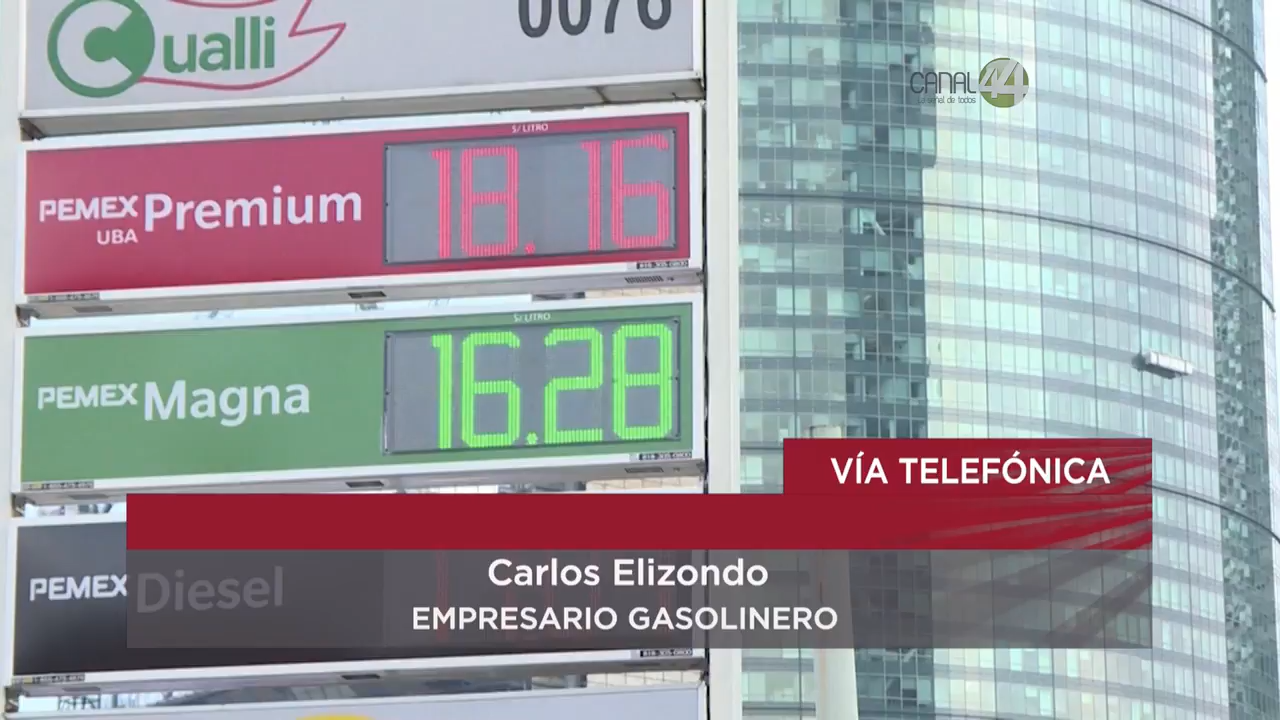 Cualli
0076
CANAL 44
S/ LITRO
PEMEX Premium
UBA
18.16
S/ LITRO
PEMEX Magna
16.28
VÍA TELEFÓNICA
PEMEX Diesel
Carlos Elizondo
EMPRESARIO GASOLINERO